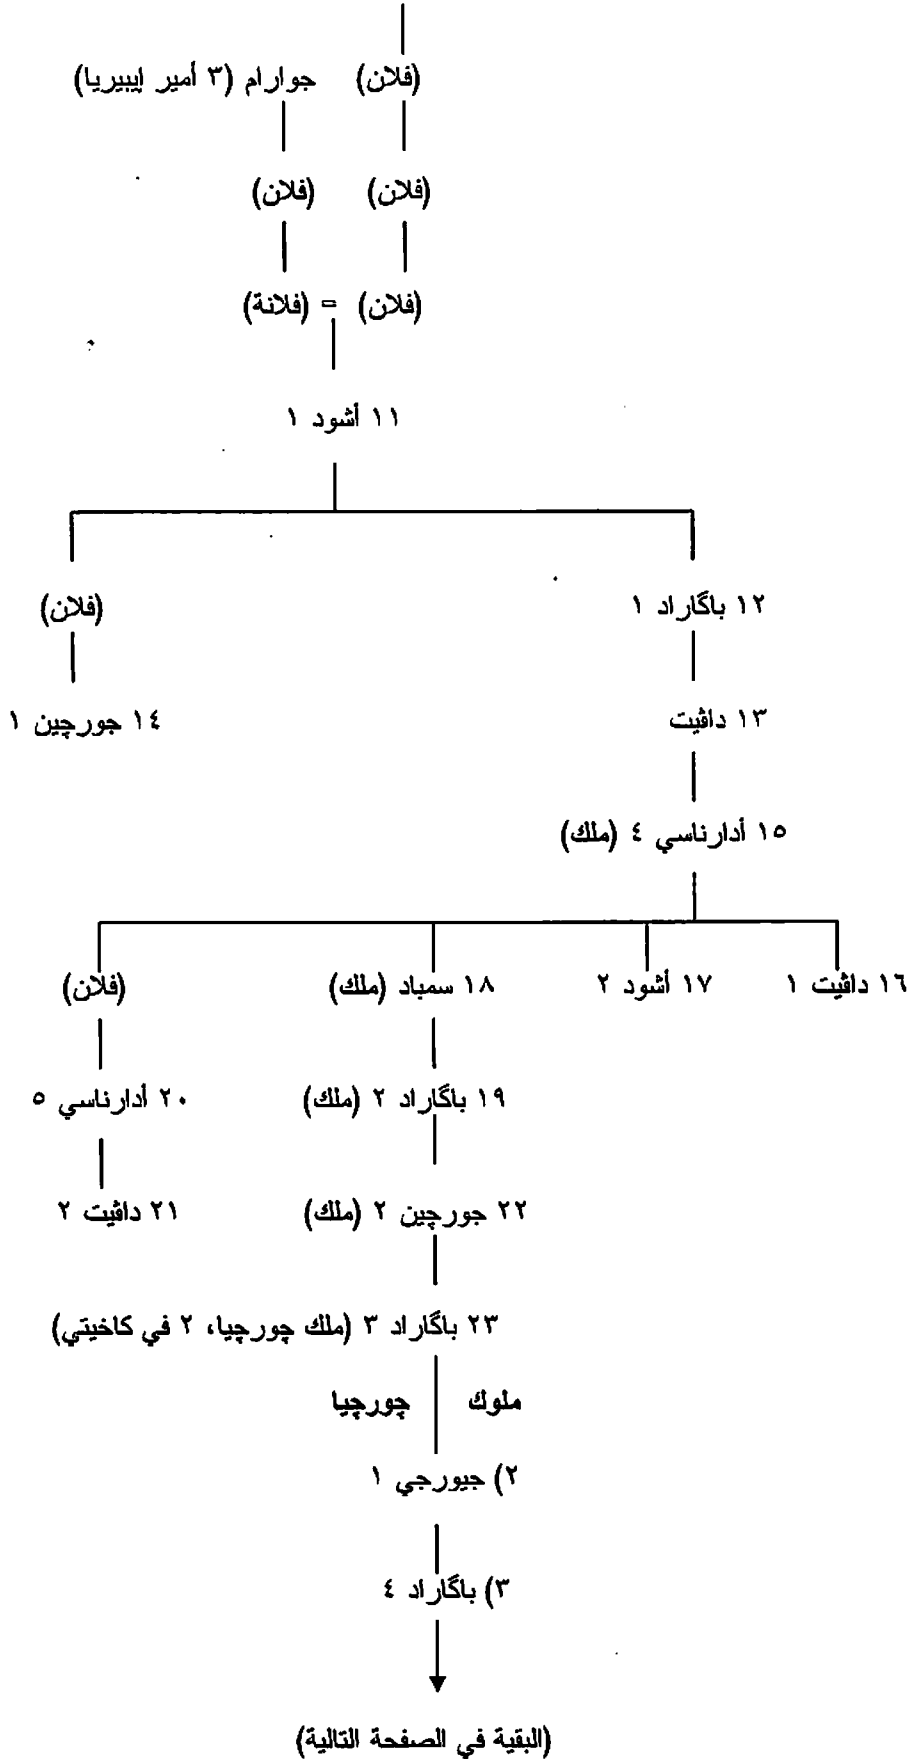 (فلان) جوارام (٣ أمير إيبيريا)
(فلان) (فلان)
(فلان) = (فلانة)
١١ أشود ١
١٢ باگاراد ١ (فلان)
١٣ داڤيت ١٤ جورچين ١
١٥ أدارناسي ٤ (ملك)
١٦ داڤيت ١ ١٧ أشود ٢ ١٨ سمباد (ملك) (فلان)
١٩ باگاراد ٢ (ملك) ٢٠ أدارناسي ٥
٢٢ جورچين ٢ (ملك) ٢١ داڤيت ٢
٢٣ باگاراد ٣ (ملك چورچيا، ٢ في كاخيتي)
ملوك چورچيا
٢) جيورجي ١
٣) باگاراد ٤
(البقية في الصفحة التالية)